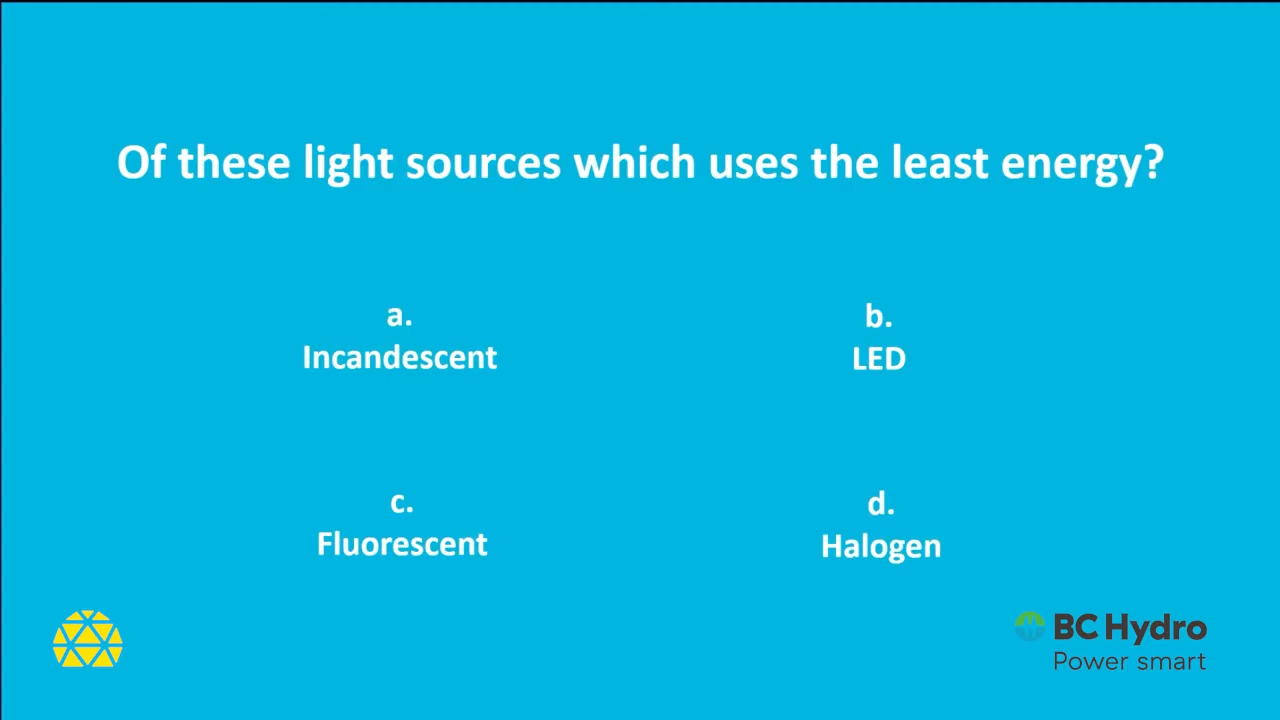 Of these light sources which uses the least energy?
a.
Incandescent
b.
LED
c.
Fluorescent
d.
Halogen
BC Hydro
Power smart